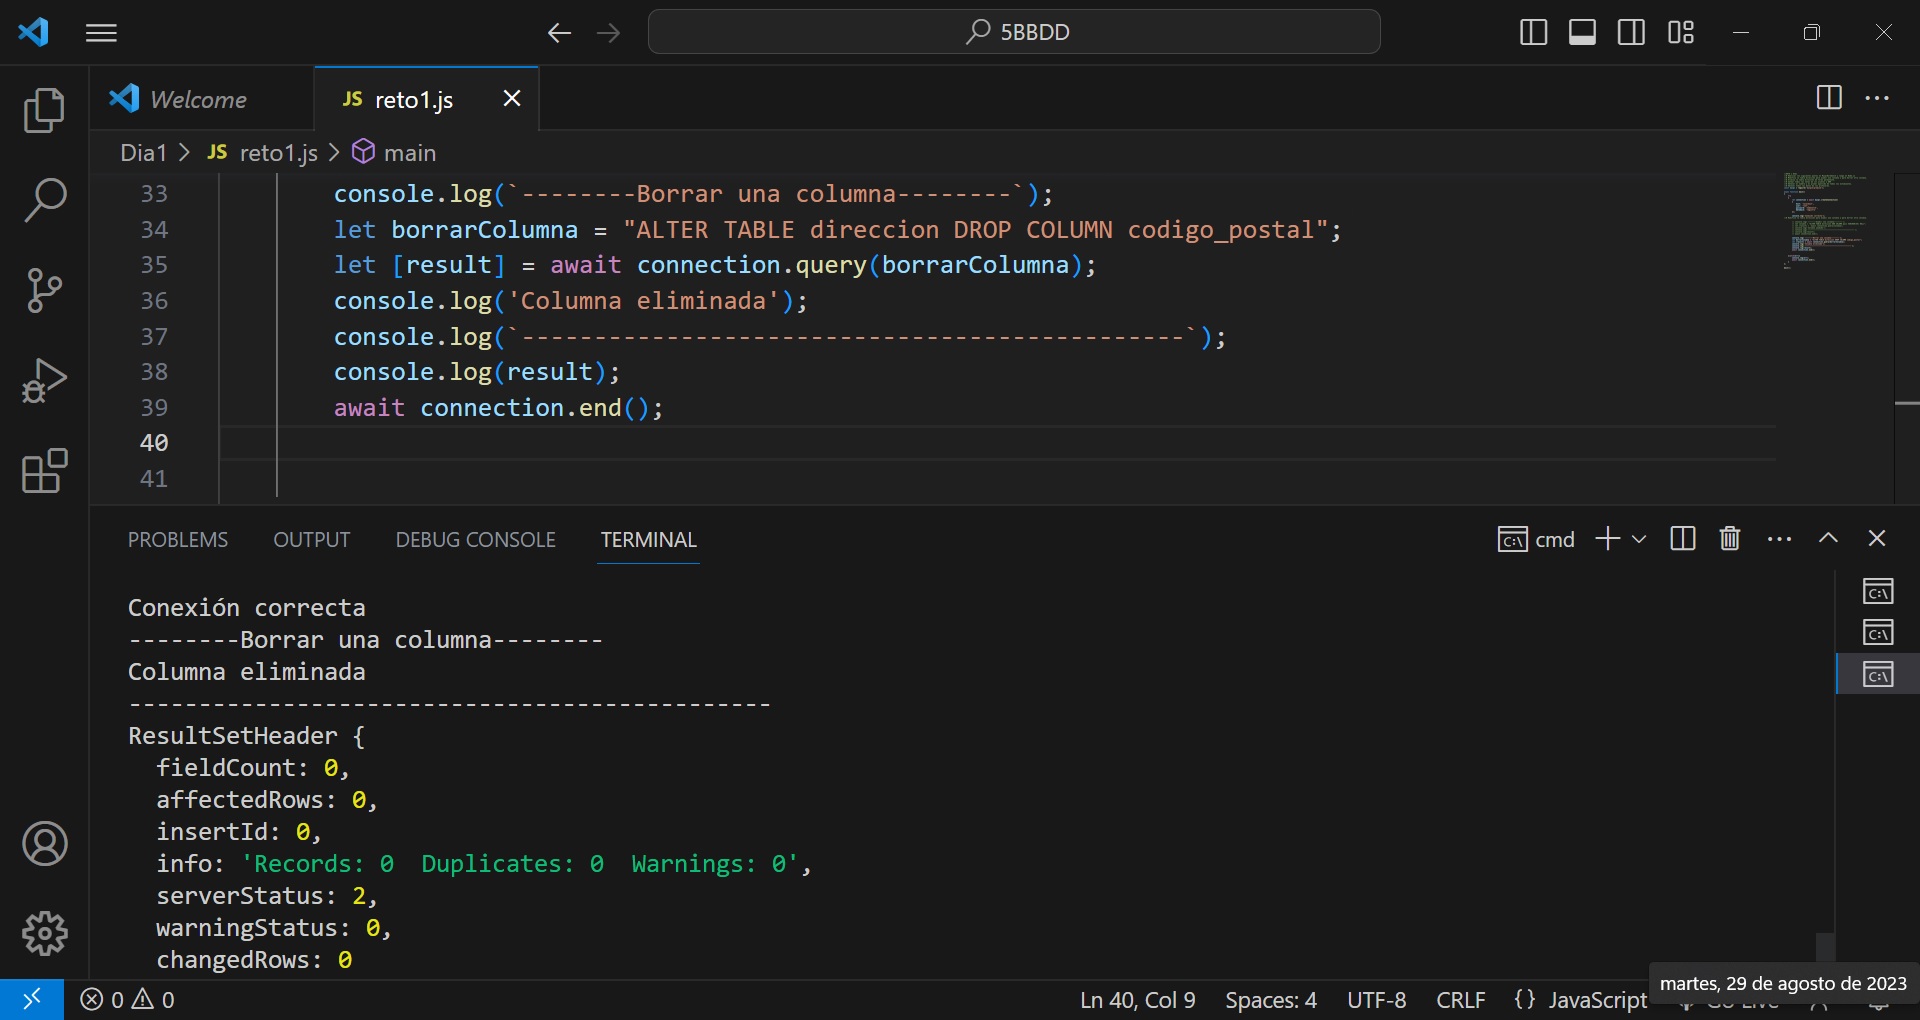 5BBDD
Welcome
JS reto1.js
Dia1 > JS reto1.js > main
33 console.log(`--------Borrar una columna--------`);
34 let borrarColumna = "ALTER TABLE direccion DROP COLUMN codigo_postal";
35 let [result] = await connection.query(borrarColumna);
36 console.log('Columna eliminada');
37 console.log(`----------------------------------------------`);
38 console.log(result);
39 await connection.end();
40
41
PROBLEMS OUTPUT DEBUG CONSOLE TERMINAL
cmd
Conexión correcta
--------Borrar una columna--------
Columna eliminada
----------------------------------------------
ResultSetHeader {
fieldCount: 0,
affectedRows: 0,
insertId: 0,
info: 'Records: 0  Duplicates: 0  Warnings: 0',
serverStatus: 2,
warningStatus: 0,
changedRows: 0
martes, 29 de agosto de 2023
0 0 Ln 40, Col 9 Spaces: 4 UTF-8 CRLF {} JavaScript